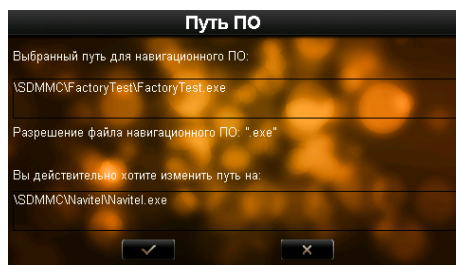 Путь ПО
Выбранный путь для навигационного ПО:
\SDMMC\FactoryTest\FactoryTest.exe
Разрешение файла навигационного ПО: ".exe"
Вы действительно хотите изменить путь на:
\SDMMC\Navitel\Navitel.exe